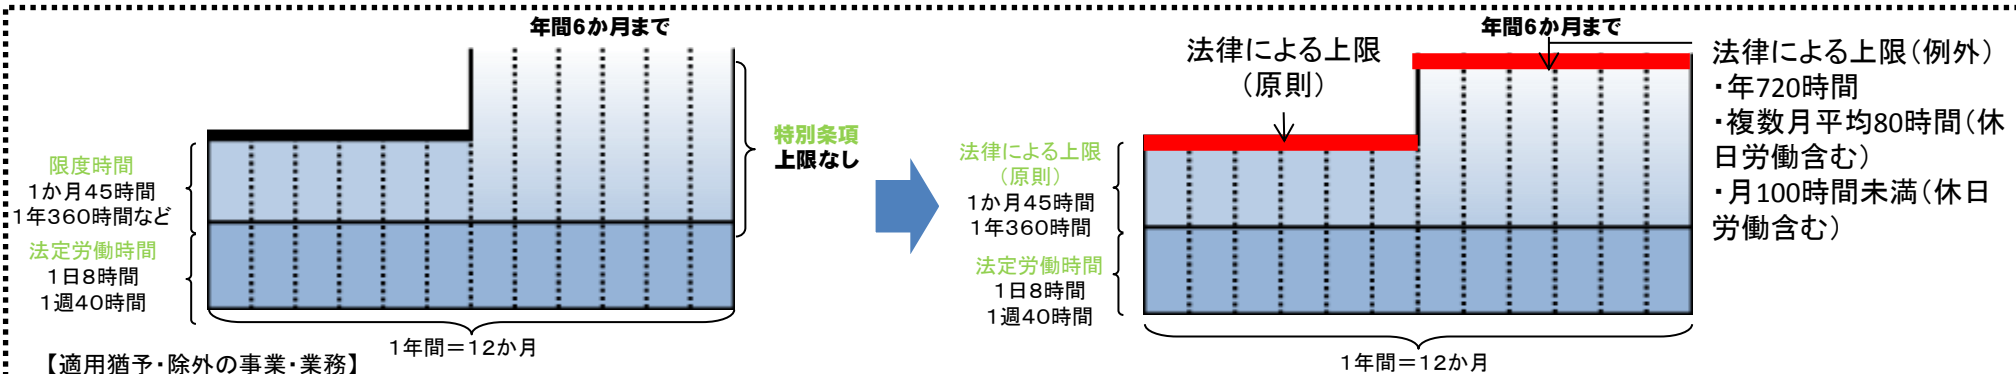 年間6か月まで
限度時間
1か月45時間
1年360時間など
法定労働時間
1日8時間
1週40時間
特別条項
上限なし
1年間=12か月
【適用猶予・除外の事業・業務】
年間6か月まで
法律による上限
(原則)
法律による上限
(原則)
1か月45時間
1年360時間
法定労働時間
1日8時間
1週40時間
法律による上限(例外)
・年720時間
・複数月平均80時間(休
日労働含む)
・月100時間未満(休日
労働含む)
1年間=12か月